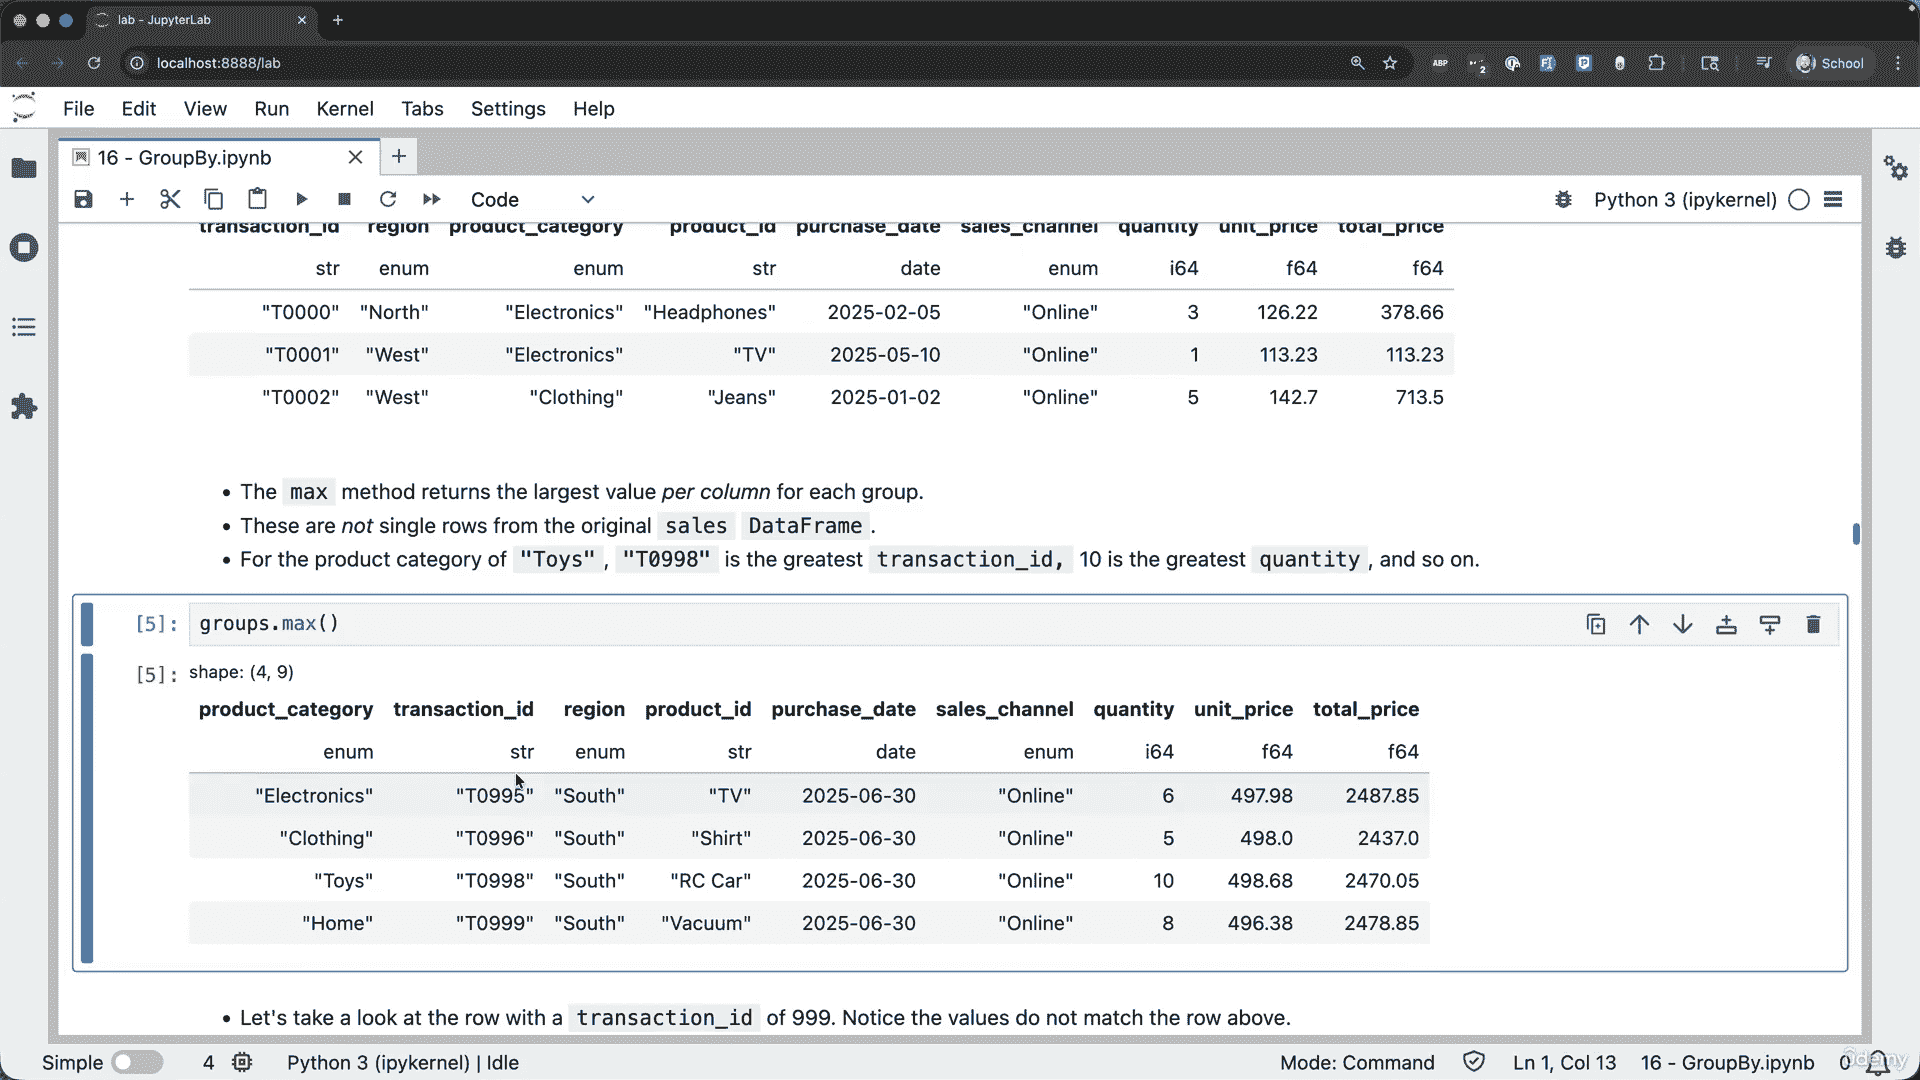 lab - JupyterLab
localhost:8888/lab
ABP
2
School
File Edit View Run Kernel Tabs Settings Help
16 - GroupBy.ipynb
Code
Python 3 (ipykernel)
transaction_id region product_category product_id purchase_date sales_channel quantity unit_price total_price
str enum enum str date enum i64 f64 f64
"T0000" "North" "Electronics" "Headphones" 2025-02-05 "Online" 3 126.22 378.66
"T0001" "West" "Electronics" "TV" 2025-05-10 "Online" 1 113.23 113.23
"T0002" "West" "Clothing" "Jeans" 2025-01-02 "Online" 5 142.7 713.5
• The max method returns the largest value per column for each group.
• These are not single rows from the original sales DataFrame.
• For the product category of "Toys", "T0998" is the greatest transaction_id, 10 is the greatest quantity, and so on.
[5]: groups.max()
[5]: shape: (4, 9)
product_category transaction_id region product_id purchase_date sales_channel quantity unit_price total_price
enum str enum str date enum i64 f64 f64
"Electronics" "T0995" "South" "TV" 2025-06-30 "Online" 6 497.98 2487.85
"Clothing" "T0996" "South" "Shirt" 2025-06-30 "Online" 5 498.0 2437.0
"Toys" "T0998" "South" "RC Car" 2025-06-30 "Online" 10 498.68 2470.05
"Home" "T0999" "South" "Vacuum" 2025-06-30 "Online" 8 496.38 2478.85
• Let's take a look at the row with a transaction_id of 999. Notice the values do not match the row above.
Simple 4 Python 3 (ipykernel) | Idle Mode: Command Ln 1, Col 13 16 - GroupBy.ipynb 0
udemy